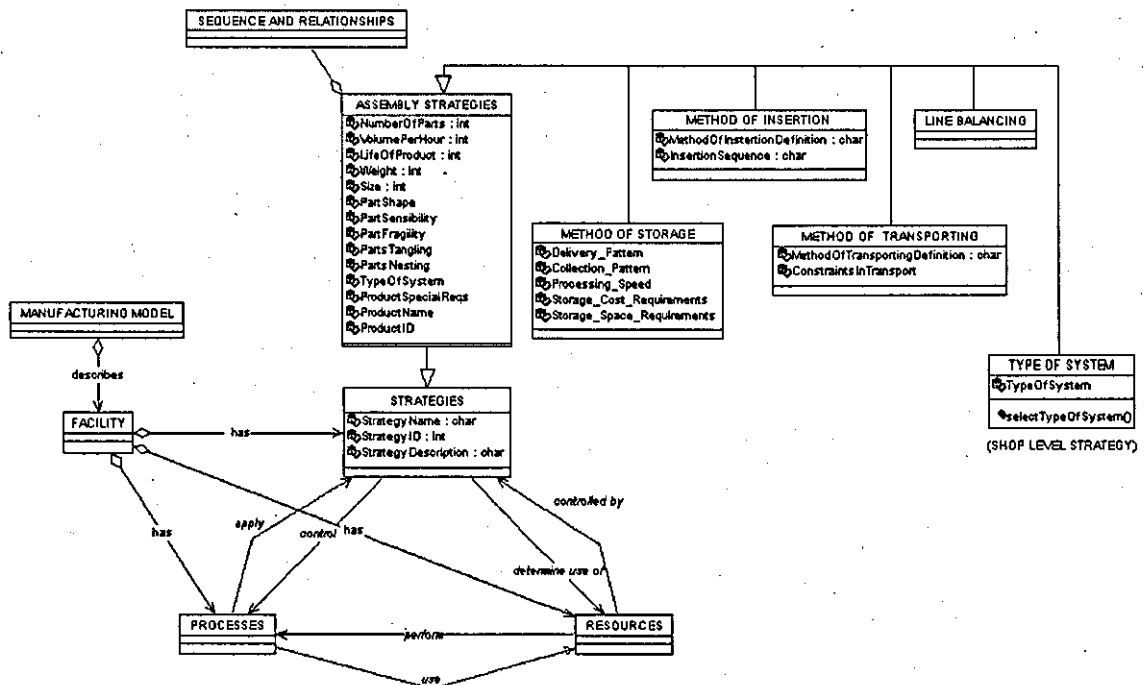 SEQUENCE AND RELATIONSHIPS
ASSEMBLY STRATEGIES
NumberOfParts : int
VolumePerHour : int
LifeOfProduct : int
Weight : int
Size : int
PartShape
PartSensibility
PartFragility
PartsTangling
PartsNesting
TypeOfSystem
ProductSpecialReqs
ProductName
ProductID
METHOD OF INSERTION
MethodOfInstertionDefinition : char
InsertionSequence : char
LINE BALANCING
METHOD OF STORAGE
Delivery_Pattern
Collection_Pattern
Processing_Speed
Storage_Cost_Requirements
Storage_Space_Requirements
METHOD OF TRANSPORTING
MethodOfTransportingDefinition : char
ConstraintsInTransport
TYPE OF SYSTEM
TypeOfSystem
selectTypeOfSystem()
(SHOP LEVEL STRATEGY)
MANUFACTURING MODEL
describes
FACILITY
has
STRATEGIES
StrategyName : char
StrategyID : int
StrategyDescription : char
has
apply
control
has
controlled by
determine use of
PROCESSES
RESOURCES
perform
use